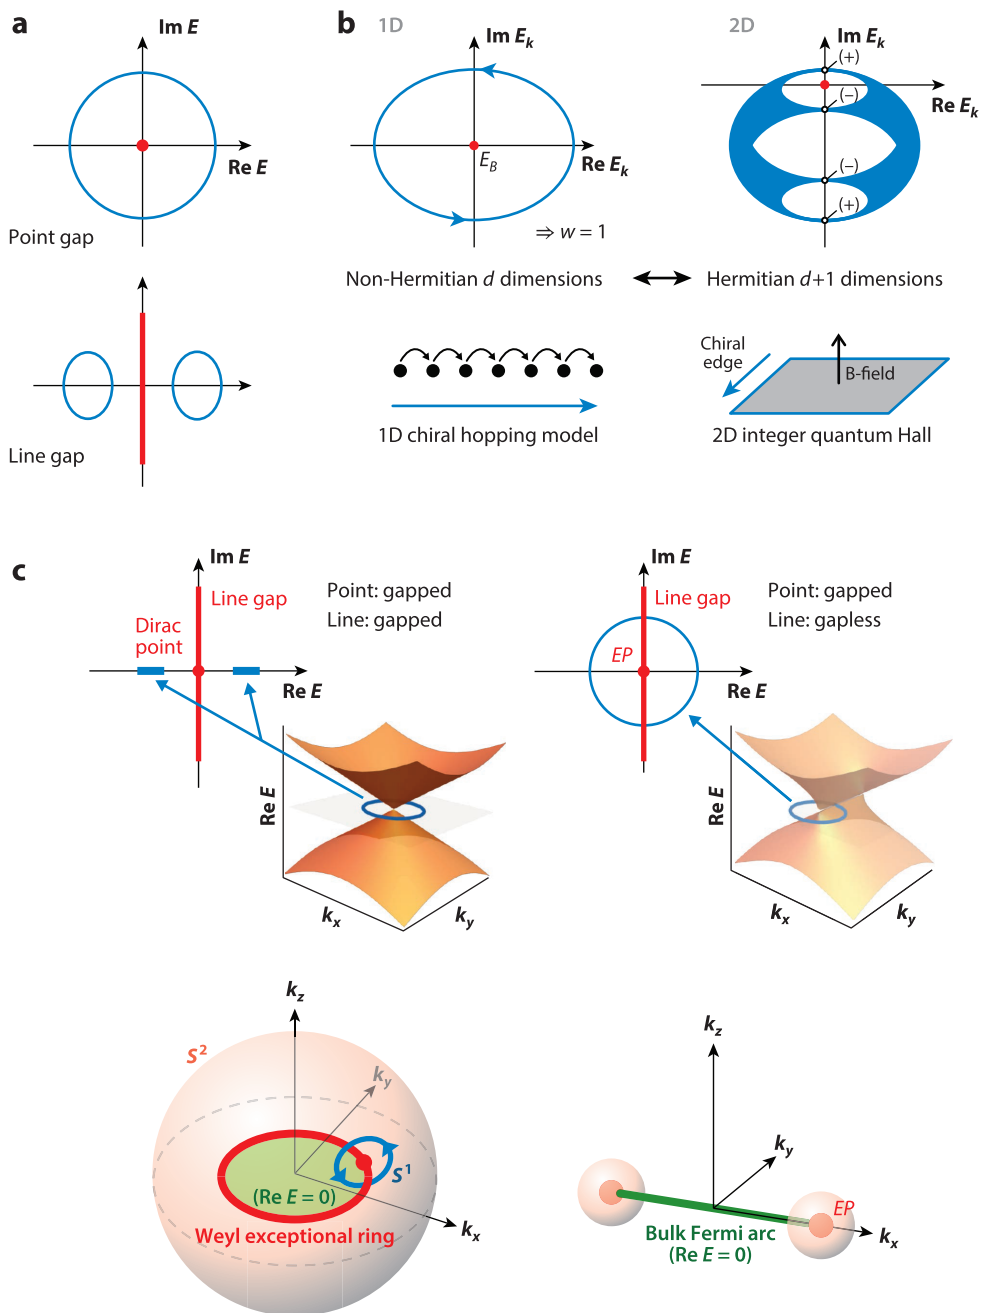 a
Im E
Re E
Point gap
Line gap
b
1D
Im E_k
E_B
Re E_k
⇒ w = 1
2D
Im E_k
(+)
Re E_k
(–)
(–)
(+)
Non-Hermitian d dimensions
Hermitian d+1 dimensions
1D chiral hopping model
Chiral
edge
B-field
2D integer quantum Hall
c
Im E
Line gap
Point: gapped
Line: gapped
Dirac
point
Re E
Re E
k_x
k_y
Im E
Line gap
Point: gapped
Line: gapless
EP
Re E
Re E
k_x
k_y
k_z
S²
k_y
S¹
(Re E = 0)
Weyl exceptional ring
k_x
k_z
k_y
EP
Bulk Fermi arc
(Re E = 0)
k_x